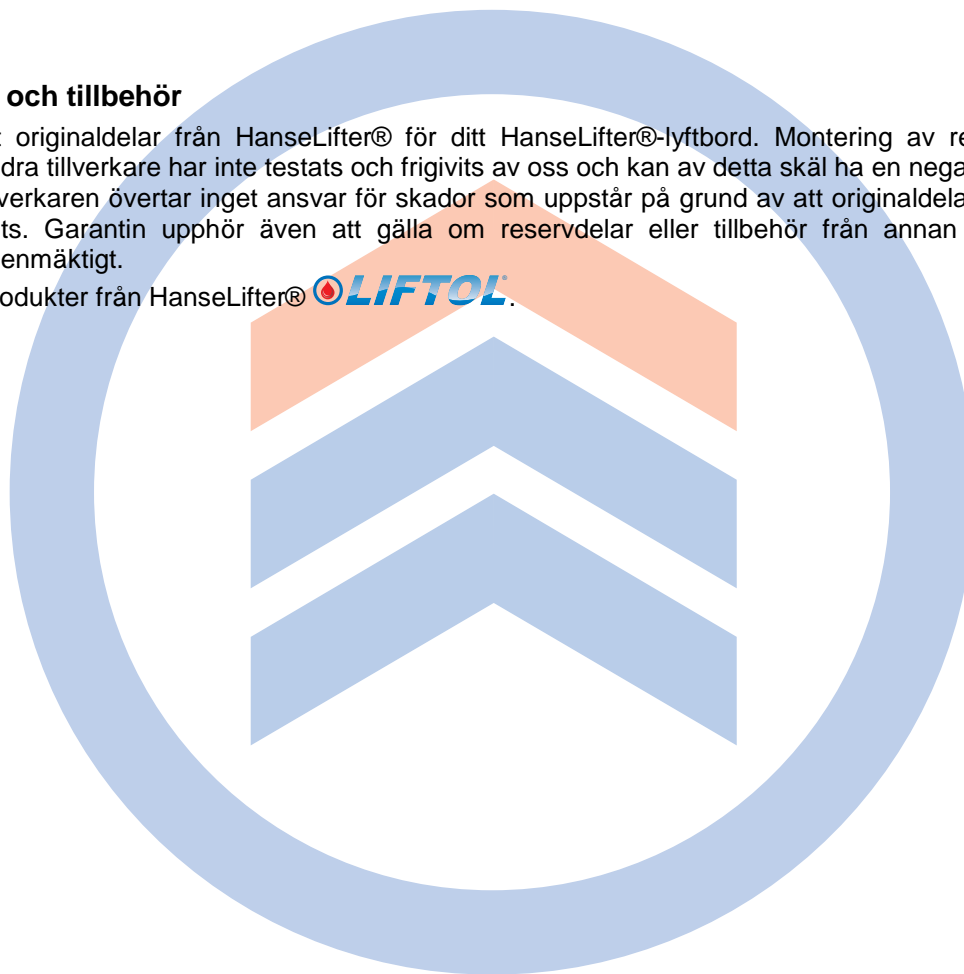 och tillbehör
originaldelar från HanseLifter® för ditt HanseLifter®-lyftbord. Montering av re
dra tillverkare har inte testats och frigivits av oss och kan av detta skäl ha en nega
verkaren övertar inget ansvar för skador som uppstår på grund av att originaldela
ts. Garantin upphör även att gälla om reservdelar eller tillbehör från annan
enmäktigt.
odukter från HanseLifter® LIFTOL®.